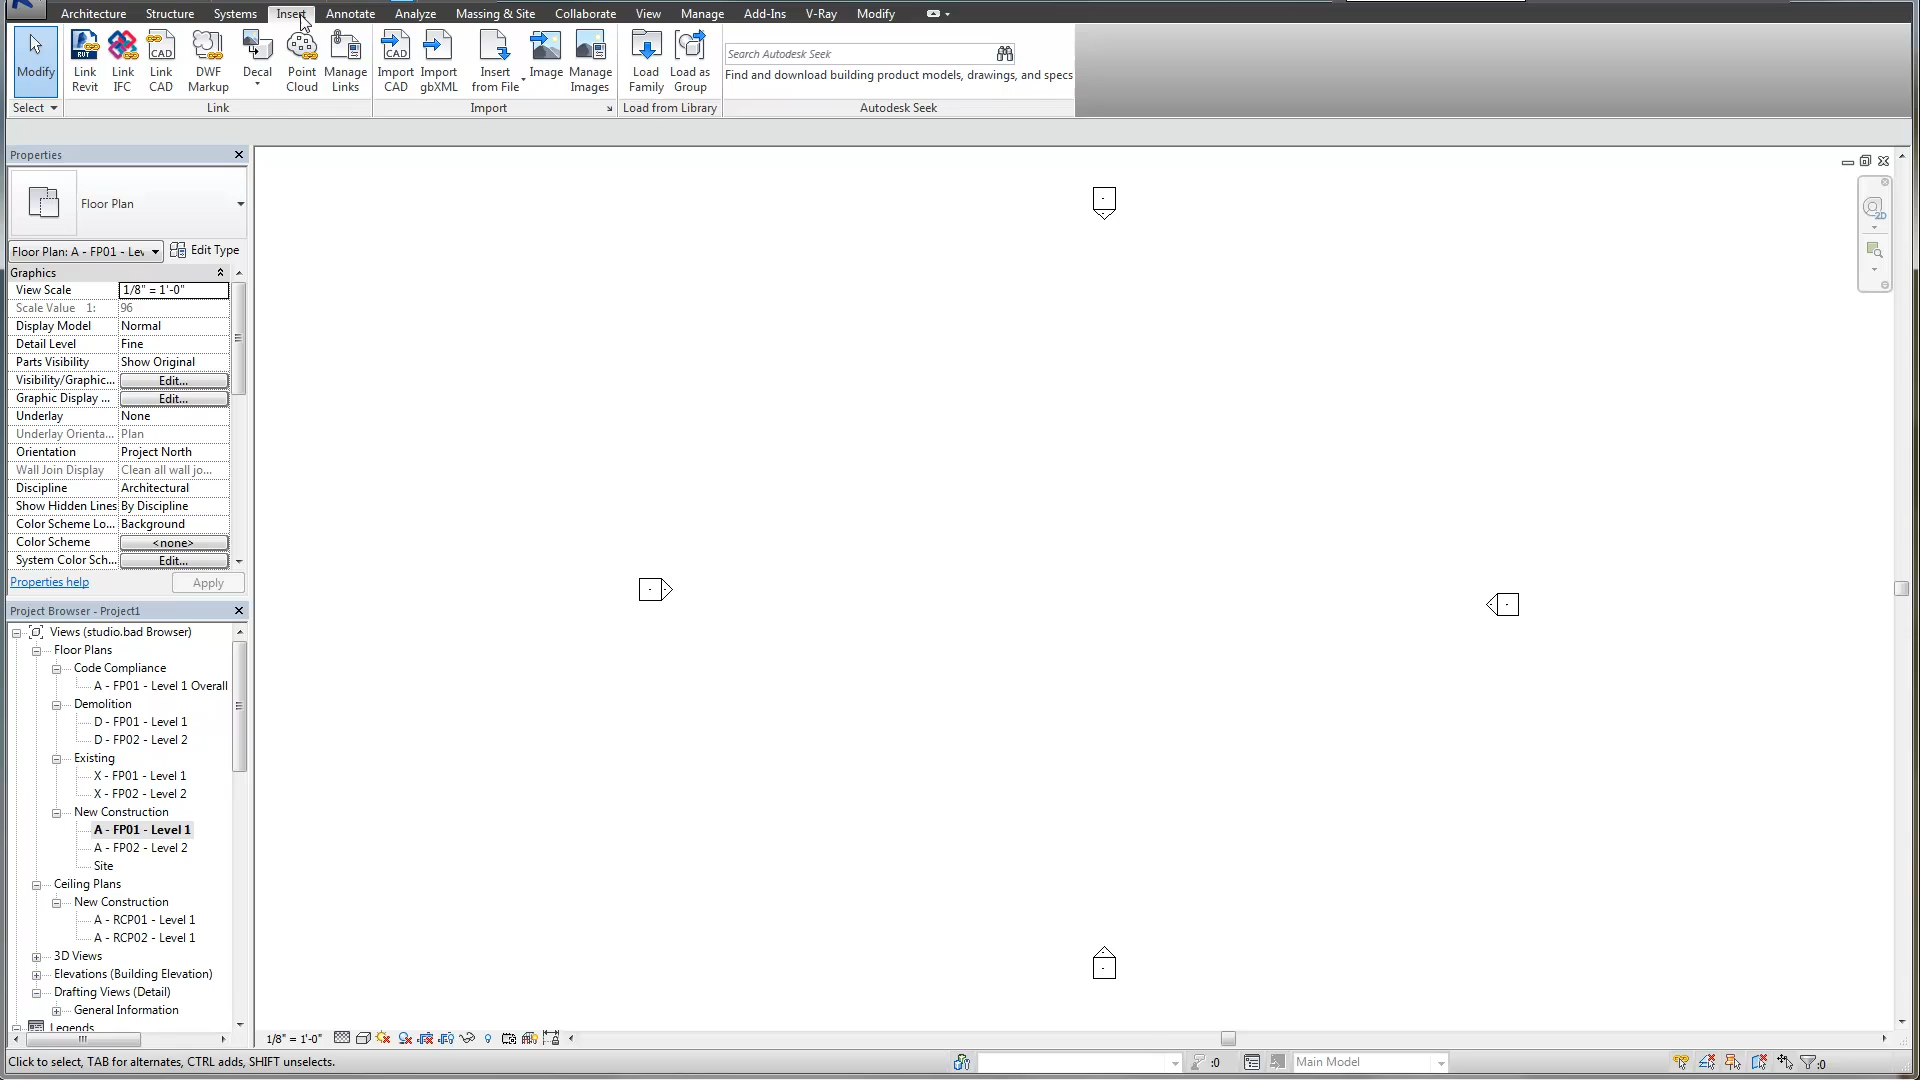 Architecture Structure Systems Insert Annotate Analyze Massing & Site Collaborate View Manage Add-Ins V-Ray Modify
Modify
Link Revit
Link IFC
Link CAD
DWF Markup
Decal
Point Cloud
Manage Links
Import CAD
Import gbXML
Insert from File
Image
Manage Images
Load Family
Load as Group
Search Autodesk Seek
Find and download building product models, drawings, and specs
Select Link Import Load from Library Autodesk Seek
Properties
Floor Plan
Floor Plan: A - FP01 - Lev Edit Type
Graphics
View Scale 1/8" = 1'-0"
Scale Value 1: 96
Display Model Normal
Detail Level Fine
Parts Visibility Show Original
Visibility/Graphic... Edit...
Graphic Display ... Edit...
Underlay None
Underlay Orienta... Plan
Orientation Project North
Wall Join Display Clean all wall jo...
Discipline Architectural
Show Hidden Lines By Discipline
Color Scheme Lo... Background
Color Scheme <none>
System Color Sch... Edit...
Properties help Apply
Project Browser - Project1
Views (studio.bad Browser)
Floor Plans
Code Compliance
A - FP01 - Level 1 Overall
Demolition
D - FP01 - Level 1
D - FP02 - Level 2
Existing
X - FP01 - Level 1
X - FP02 - Level 2
New Construction
A - FP01 - Level 1
A - FP02 - Level 2
Site
Ceiling Plans
New Construction
A - RCP01 - Level 1
A - RCP02 - Level 1
3D Views
Elevations (Building Elevation)
Drafting Views (Detail)
General Information
Legends
2D
1/8" = 1'-0"
Click to select, TAB for alternates, CTRL adds, SHIFT unselects. :0 Main Model :0